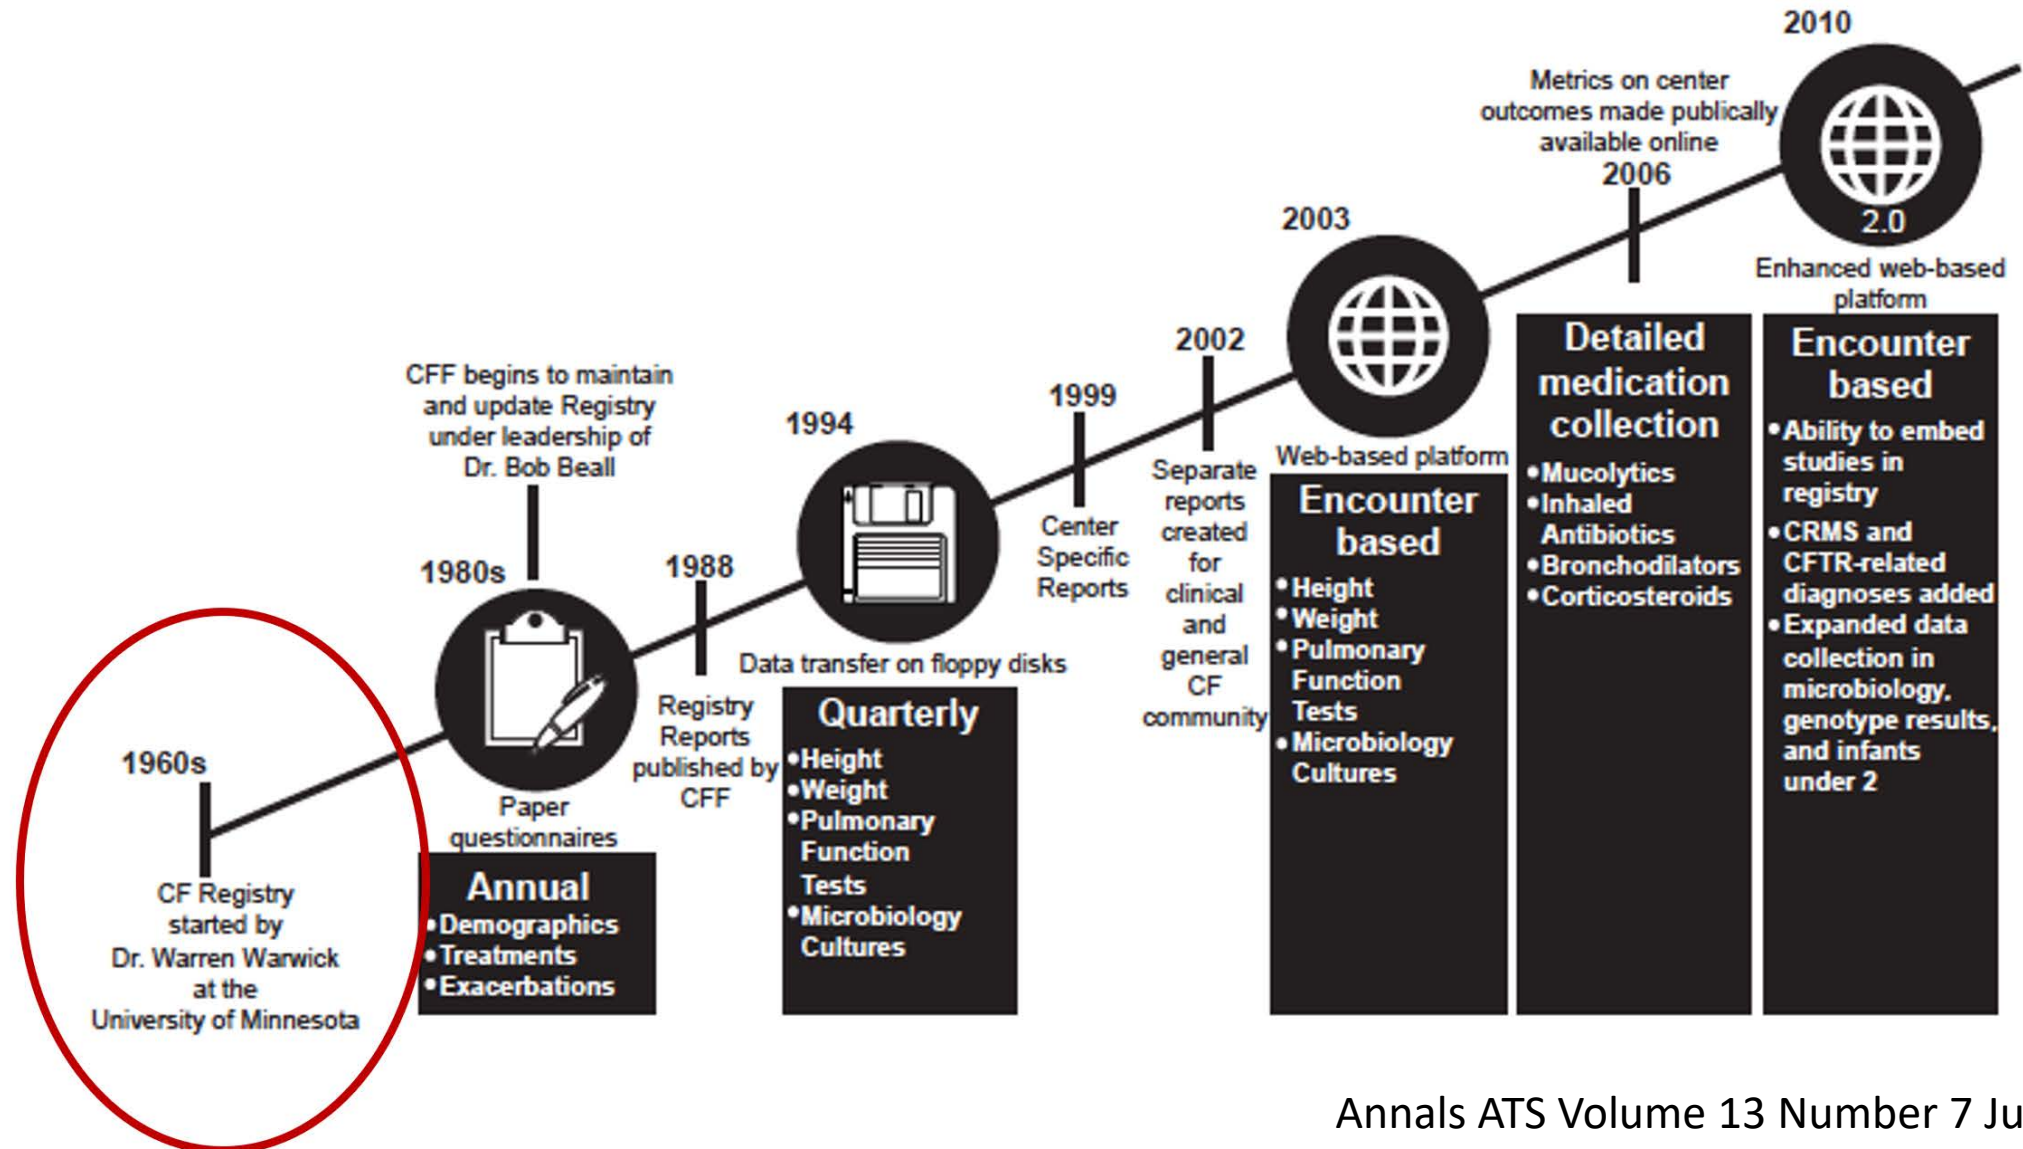 1960s
CF Registry
started by
Dr. Warren Warwick
at the
University of Minnesota
CFF begins to maintain
and update Registry
under leadership of
Dr. Bob Beall
1980s
Paper
questionnaires
Annual
•Demographics
•Treatments
•Exacerbations
1988
Registry
Reports
published by
CFF
1994
Data transfer on floppy disks
Quarterly
•Height
•Weight
•Pulmonary
Function
Tests
•Microbiology
Cultures
1999
Center
Specific
Reports
2002
Separate
reports
created
for
clinical
and
general
CF
community
2003
Web-based platform
Encounter
based
•Height
•Weight
•Pulmonary
Function
Tests
•Microbiology
Cultures
Metrics on center
outcomes made publically
available online
2006
Detailed
medication
collection
•Mucolytics
•Inhaled
Antibiotics
•Bronchodilators
•Corticosteroids
2010
2.0
Enhanced web-based
platform
Encounter
based
•Ability to embed
studies in
registry
•CRMS and
CFTR-related
diagnoses added
•Expanded data
collection in
microbiology,
genotype results,
and infants
under 2
Annals ATS Volume 13 Number 7 Ju